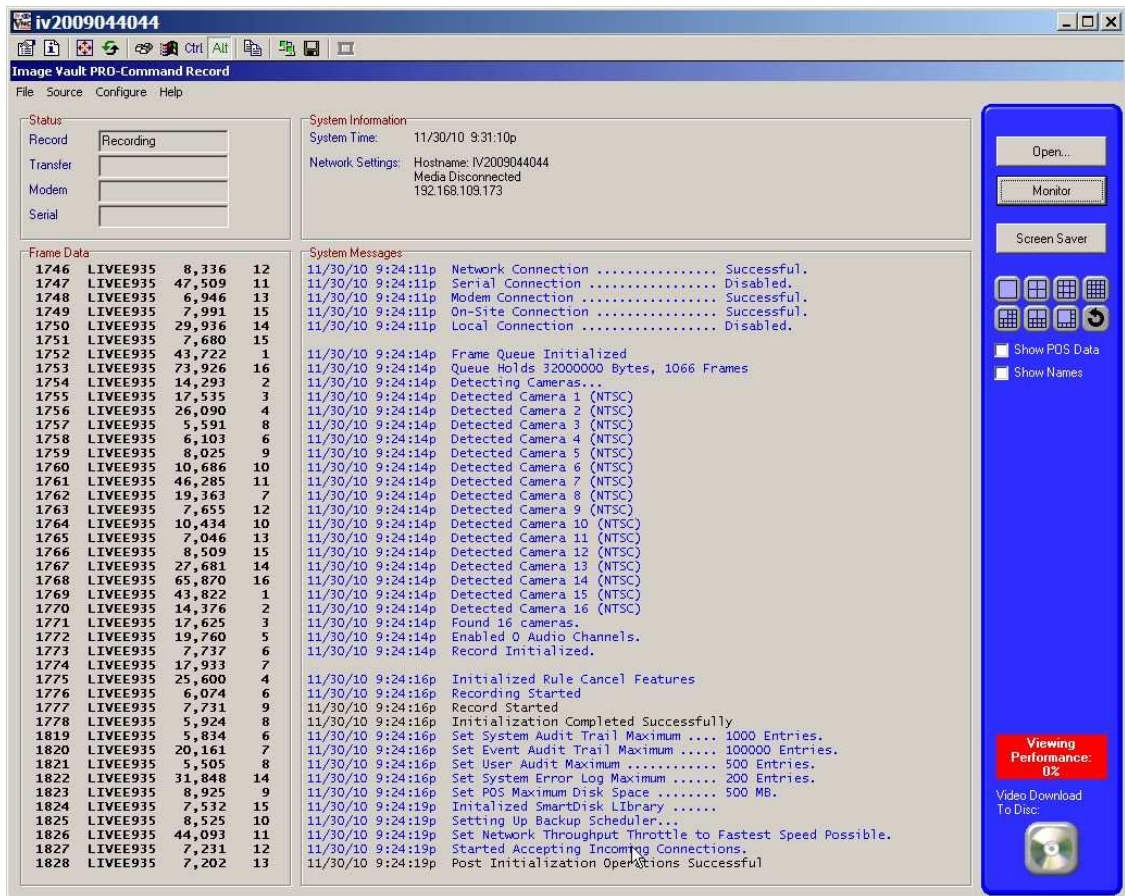 iv2009044044
Ctrl Alt
Image Vault PRO-Command Record
File Source Configure Help
Status
Record Recording
Transfer
Modem
Serial
System Information
System Time: 11/30/10 9:31:10p
Network Settings: Hostname: IV2009044044
Media Disconnected
192.168.109.173
Frame Data
1746 LIVEE935 8,336 12
1747 LIVEE935 47,509 11
1748 LIVEE935 6,946 13
1749 LIVEE935 7,991 15
1750 LIVEE935 29,936 14
1751 LIVEE935 7,680 15
1752 LIVEE935 43,722 1
1753 LIVEE935 73,926 16
1754 LIVEE935 14,293 2
1755 LIVEE935 17,535 3
1756 LIVEE935 26,090 4
1757 LIVEE935 5,591 8
1758 LIVEE935 6,103 6
1759 LIVEE935 8,025 9
1760 LIVEE935 10,686 10
1761 LIVEE935 46,285 11
1762 LIVEE935 19,363 7
1763 LIVEE935 7,655 12
1764 LIVEE935 10,434 10
1765 LIVEE935 7,046 13
1766 LIVEE935 8,509 15
1767 LIVEE935 27,681 14
1768 LIVEE935 65,870 16
1769 LIVEE935 43,822 1
1770 LIVEE935 14,376 2
1771 LIVEE935 17,625 3
1772 LIVEE935 19,760 5
1773 LIVEE935 7,737 6
1774 LIVEE935 17,933 7
1775 LIVEE935 25,600 4
1776 LIVEE935 6,074 6
1777 LIVEE935 7,731 9
1778 LIVEE935 5,924 8
1819 LIVEE935 5,834 6
1820 LIVEE935 20,161 7
1821 LIVEE935 5,505 8
1822 LIVEE935 31,848 14
1823 LIVEE935 8,925 9
1824 LIVEE935 7,532 15
1825 LIVEE935 8,525 10
1826 LIVEE935 44,093 11
1827 LIVEE935 7,231 12
1828 LIVEE935 7,202 13
System Messages
11/30/10 9:24:11p Network Connection ................ Successful.
11/30/10 9:24:11p Serial Connection ................. Disabled.
11/30/10 9:24:11p Modem Connection .................. Successful.
11/30/10 9:24:11p On-Site Connection ................ Successful.
11/30/10 9:24:11p Local Connection .................. Disabled.
11/30/10 9:24:14p Frame Queue Initialized
11/30/10 9:24:14p Queue Holds 32000000 Bytes, 1066 Frames
11/30/10 9:24:14p Detecting Cameras...
11/30/10 9:24:14p Detected Camera 1 (NTSC)
11/30/10 9:24:14p Detected Camera 2 (NTSC)
11/30/10 9:24:14p Detected Camera 3 (NTSC)
11/30/10 9:24:14p Detected Camera 4 (NTSC)
11/30/10 9:24:14p Detected Camera 5 (NTSC)
11/30/10 9:24:14p Detected Camera 6 (NTSC)
11/30/10 9:24:14p Detected Camera 7 (NTSC)
11/30/10 9:24:14p Detected Camera 8 (NTSC)
11/30/10 9:24:14p Detected Camera 9 (NTSC)
11/30/10 9:24:14p Detected Camera 10 (NTSC)
11/30/10 9:24:14p Detected Camera 11 (NTSC)
11/30/10 9:24:14p Detected Camera 12 (NTSC)
11/30/10 9:24:14p Detected Camera 13 (NTSC)
11/30/10 9:24:14p Detected Camera 14 (NTSC)
11/30/10 9:24:14p Detected Camera 15 (NTSC)
11/30/10 9:24:14p Detected Camera 16 (NTSC)
11/30/10 9:24:14p Found 16 cameras.
11/30/10 9:24:14p Enabled 0 Audio Channels.
11/30/10 9:24:14p Record Initialized.
11/30/10 9:24:16p Initialized Rule Cancel Features
11/30/10 9:24:16p Recording Started
11/30/10 9:24:16p Record Started
11/30/10 9:24:16p Initialization Completed Successfully
11/30/10 9:24:16p Set System Audit Trail Maximum .... 1000 Entries.
11/30/10 9:24:16p Set Event Audit Trail Maximum ..... 100000 Entries.
11/30/10 9:24:16p Set User Audit Maximum ............ 500 Entries.
11/30/10 9:24:16p Set System Error Log Maximum ...... 200 Entries.
11/30/10 9:24:16p Set POS Maximum Disk Space ........ 500 MB.
11/30/10 9:24:19p Initalized SmartDisk LIbrary ......
11/30/10 9:24:19p Setting Up Backup Scheduler...
11/30/10 9:24:19p Set Network Throughput Throttle to Fastest Speed Possible.
11/30/10 9:24:19p Started Accepting Incoming Connections.
11/30/10 9:24:19p Post Initialization Operations Successful
Open...
Monitor
Screen Saver
Show POS Data
Show Names
Viewing
Performance:
0%
Video Download
To Disc: